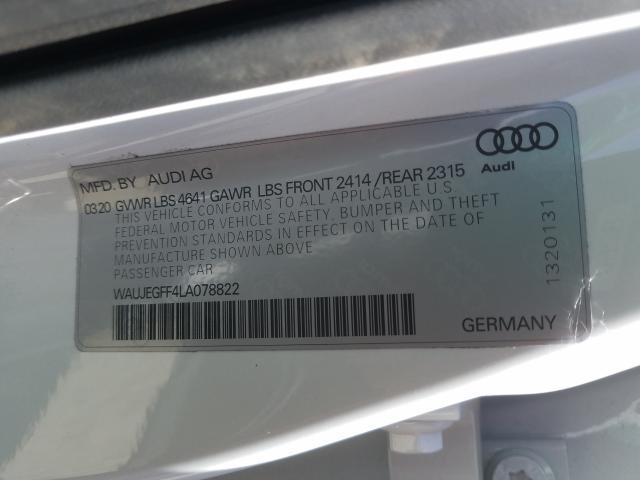 MFD. BY AUDI AG
Audi
0320 GVWR LBS 4641 GAWR LBS FRONT 2414 /REAR 2315
THIS VEHICLE CONFORMS TO ALL APPLICABLE U.S.
FEDERAL MOTOR VEHICLE SAFETY, BUMPER AND THEFT
PREVENTION STANDARDS IN EFFECT ON THE DATE OF
MANUFACTURE SHOWN ABOVE
PASSENGER CAR
WAUJEGFF4LA078822
1320131
GERMANY